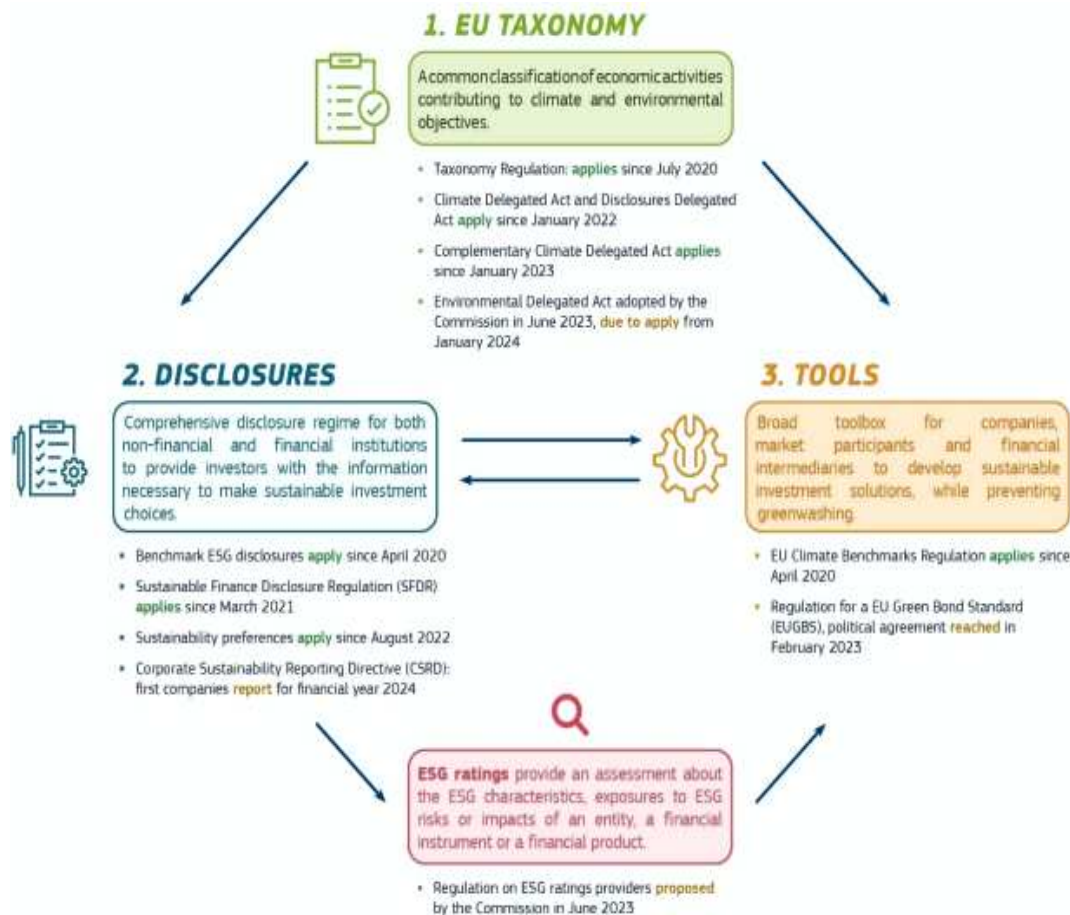 1. EU TAXONOMY
A common classification of economic activities
contributing to climate and environmental
objectives.
• Taxonomy Regulation: applies since July 2020
• Climate Delegated Act and Disclosures Delegated
Act apply since January 2022
• Complementary Climate Delegated Act applies
since January 2023
• Environmental Delegated Act adopted by the
Commission in June 2023, due to apply from
January 2024
2. DISCLOSURES
Comprehensive disclosure regime for both
non-financial and financial institutions
to provide investors with the information
necessary to make sustainable investment
choices.
• Benchmark ESG disclosures apply since April 2020
• Sustainable Finance Disclosure Regulation (SFDR)
applies since March 2021
• Sustainability preferences apply since August 2022
• Corporate Sustainability Reporting Directive (CSRD):
first companies report for financial year 2024
3. TOOLS
Broad toolbox for companies,
market participants and financial
intermediaries to develop sustainable
investment solutions, while preventing
greenwashing.
• EU Climate Benchmarks Regulation applies since
April 2020
• Regulation for a EU Green Bond Standard
(EUGBS), political agreement reached in
February 2023
ESG ratings provide an assessment about
the ESG characteristics, exposures to ESG
risks or impacts of an entity, a financial
instrument or a financial product.
• Regulation on ESG ratings providers proposed
by the Commission in June 2023